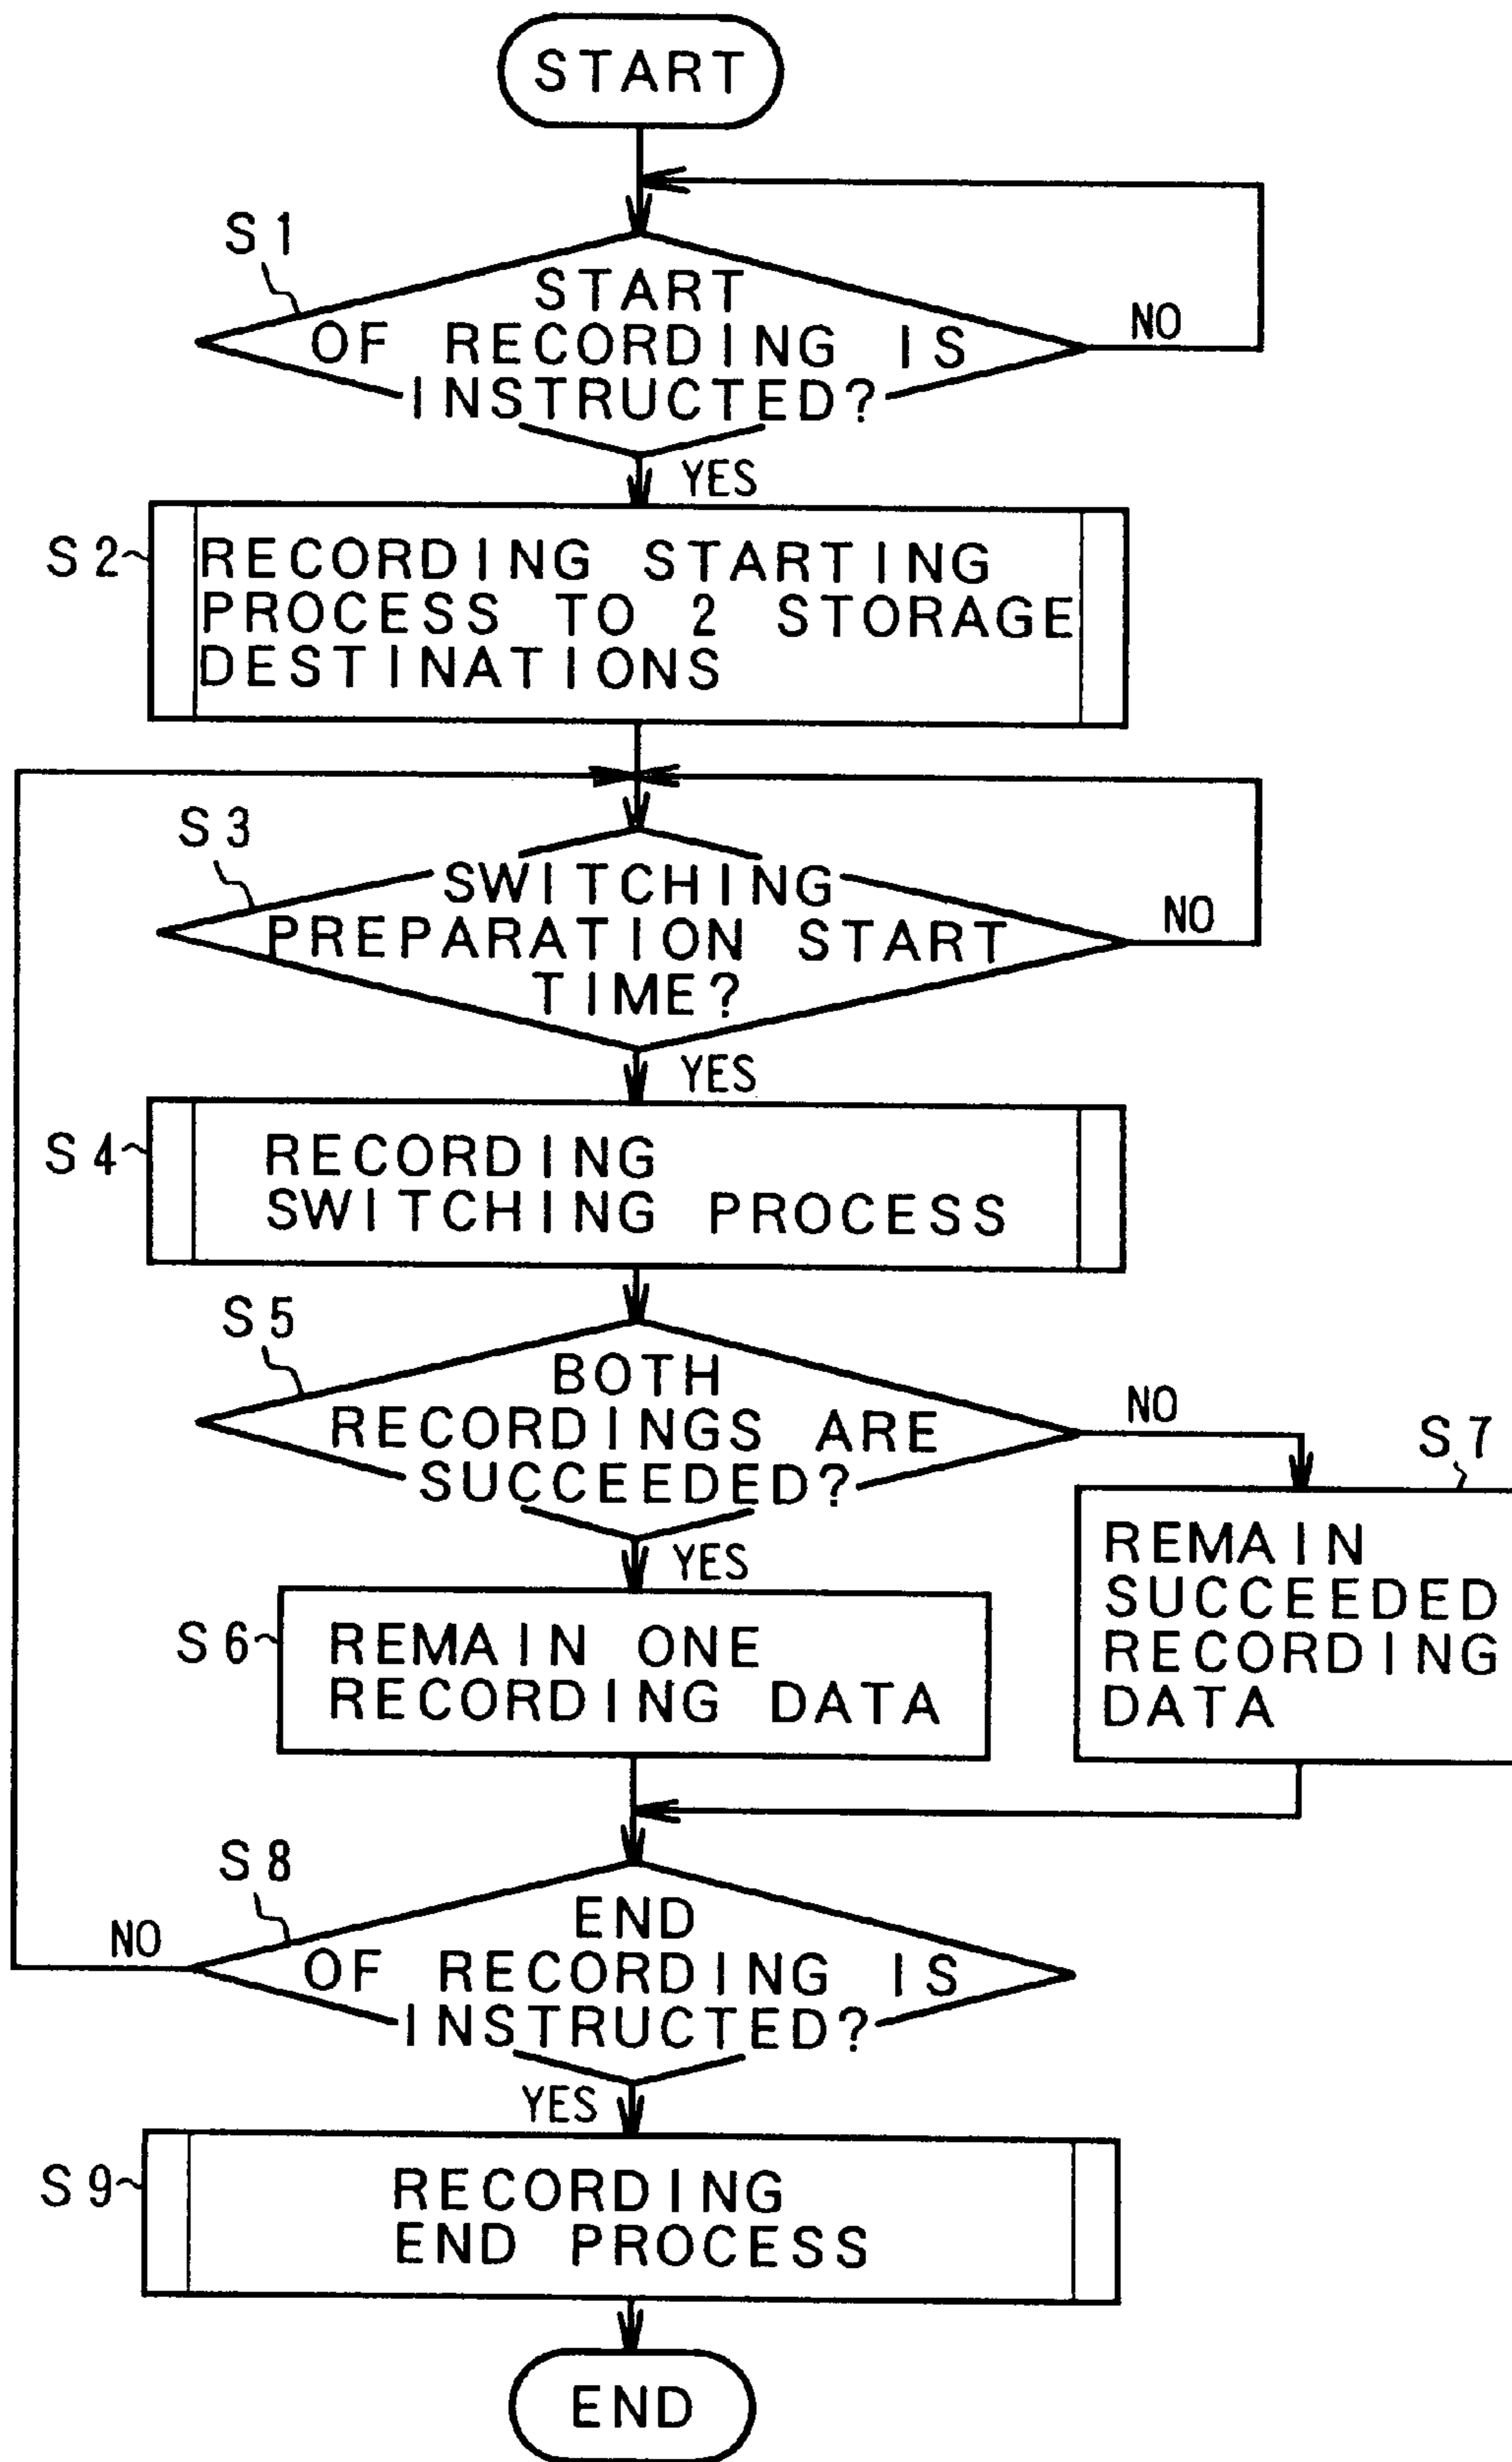 START
S1
START
OF RECORDING IS
INSTRUCTED?
NO
YES
S2
RECORDING STARTING
PROCESS TO 2 STORAGE
DESTINATIONS
S3
SWITCHING
PREPARATION START
TIME?
NO
YES
S4
RECORDING
SWITCHING PROCESS
S5
BOTH
RECORDINGS ARE
SUCCEEDED?
NO
YES
S7
REMAIN
SUCCEEDED
RECORDING
DATA
S6
REMAIN ONE
RECORDING DATA
S8
END
OF RECORDING IS
INSTRUCTED?
NO
YES
S9
RECORDING
END PROCESS
END